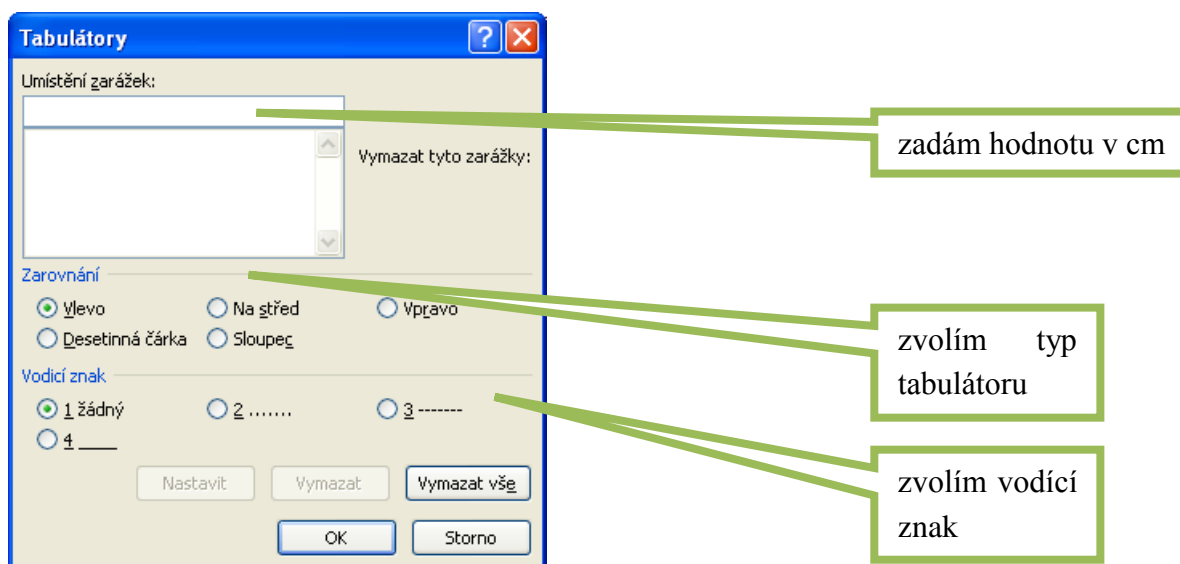 Tabulátory
Umístění zarážek:
zadám hodnotu v cm
Vymazat tyto zarážky:
Zarovnání
Vlevo Na střed Vpravo
Desetinná čárka Sloupec
zvolím typ
tabulátoru
Vodicí znak
1 žádný 2 ....... 3 -------
4 ____
Nastavit Vymazat Vymazat vše
zvolím vodící
znak
OK Storno